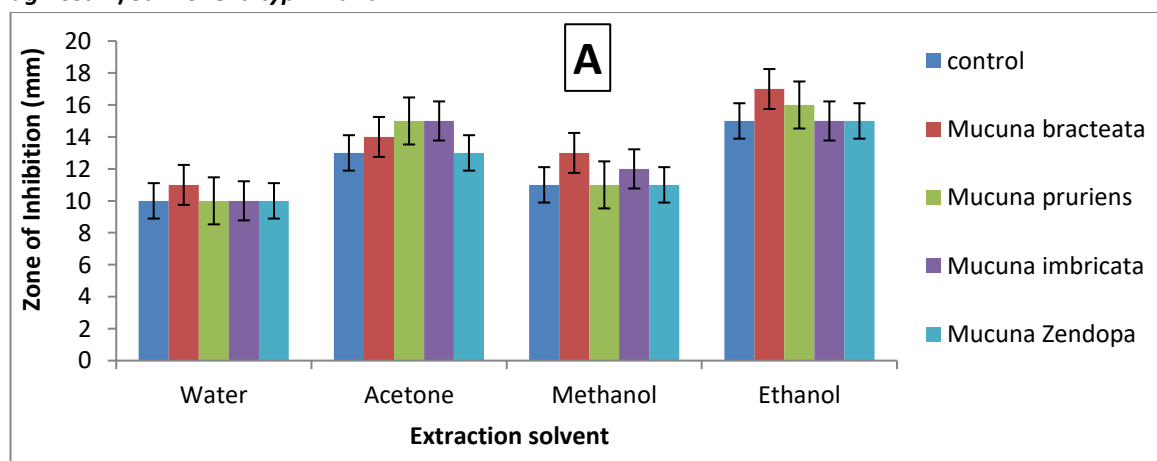 A
20
18
16
14
12
10
8
6
4
2
0
Zone of Inhibition (mm)
Water Acetone Methanol Ethanol
Extraction solvent
control
Mucuna bracteata
Mucuna pruriens
Mucuna imbricata
Mucuna Zendopa